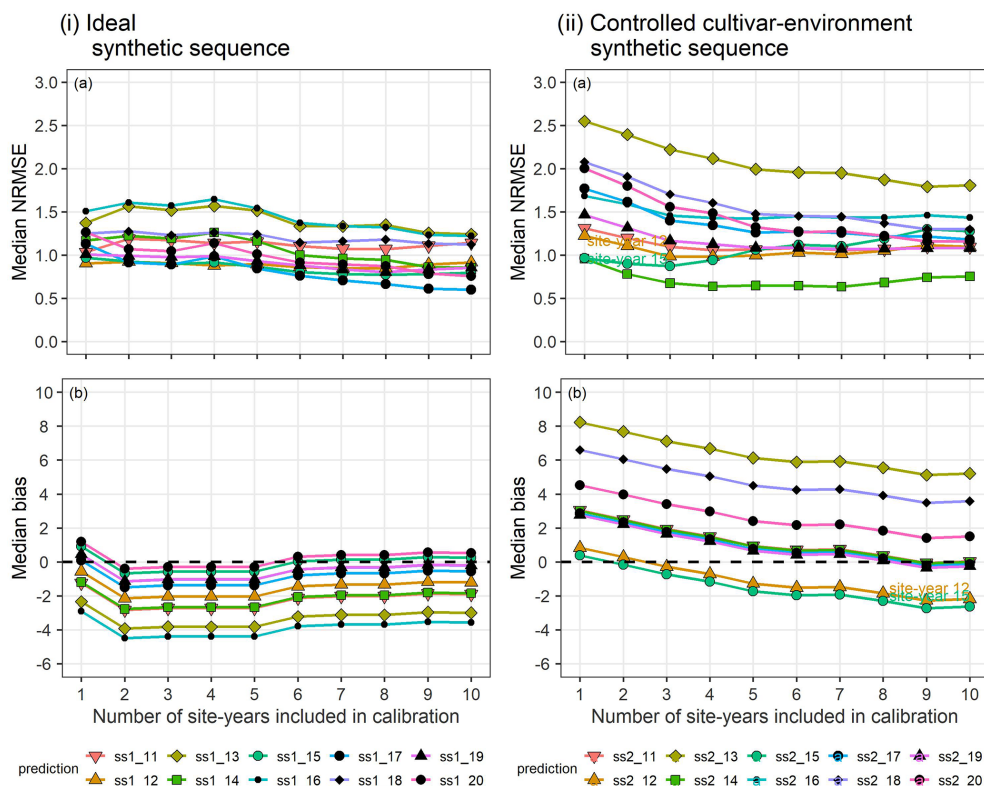 (i) Ideal
synthetic sequence
(ii) Controlled cultivar-environment
synthetic sequence
(a)
Median NRMSE
3.0
2.5
2.0
1.5
1.0
0.5
0.0
(a)
Median NRMSE
3.0
2.5
2.0
1.5
1.0
0.5
0.0
site-year 13
site-year 15
(b)
Median bias
10
8
6
4
2
0
-2
-4
-6
1 2 3 4 5 6 7 8 9 10
Number of site-years included in calibration
(b)
Median bias
10
8
6
4
2
0
-2
-4
-6
site-year 12
1 2 3 4 5 6 7 8 9 10
Number of site-years included in calibration
prediction
ss1_11 ss1_13 ss1_15 ss1_17 ss1_19
ss1_12 ss1_14 ss1_16 ss1_18 ss1_20
prediction
ss2_11 ss2_13 ss2_15 ss2_17 ss2_19
ss2_12 ss2_14 ss2_16 ss2_18 ss2_20